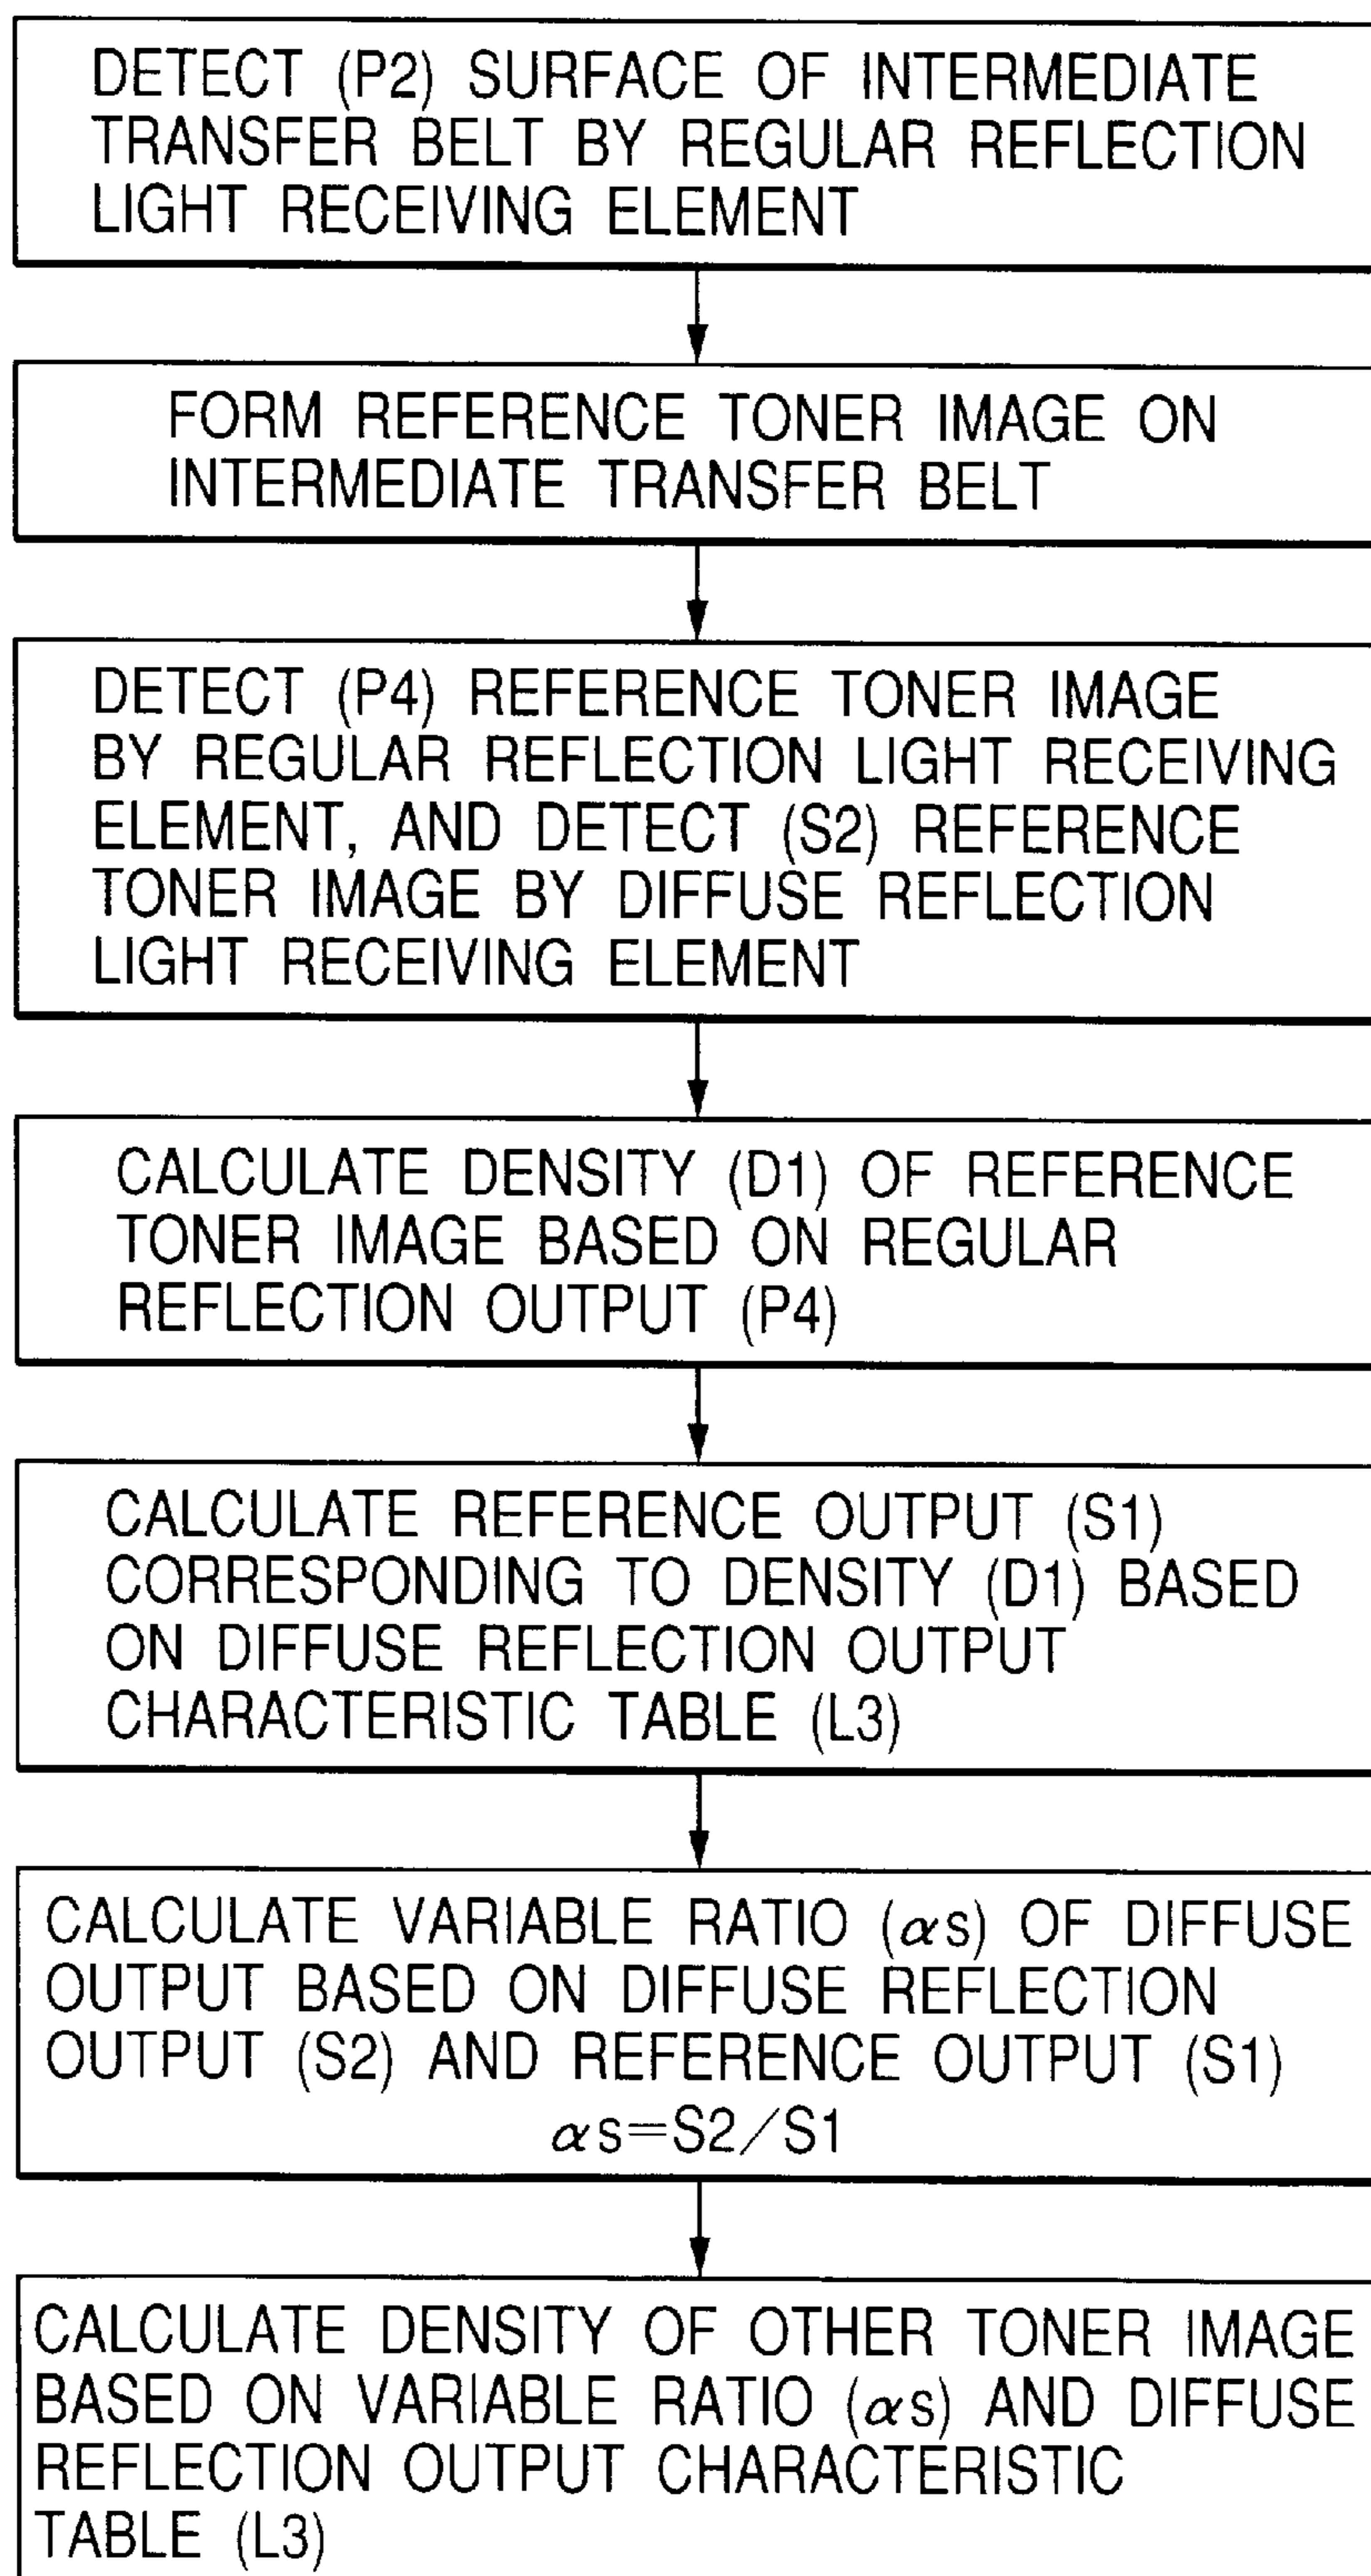 DETECT (P2) SURFACE OF INTERMEDIATE
TRANSFER BELT BY REGULAR REFLECTION
LIGHT RECEIVING ELEMENT
FORM REFERENCE TONER IMAGE ON
INTERMEDIATE TRANSFER BELT
DETECT (P4) REFERENCE TONER IMAGE
BY REGULAR REFLECTION LIGHT RECEIVING
ELEMENT, AND DETECT (S2) REFERENCE
TONER IMAGE BY DIFFUSE REFLECTION
LIGHT RECEIVING ELEMENT
CALCULATE DENSITY (D1) OF REFERENCE
TONER IMAGE BASED ON REGULAR
REFLECTION OUTPUT (P4)
CALCULATE REFERENCE OUTPUT (S1)
CORRESPONDING TO DENSITY (D1) BASED
ON DIFFUSE REFLECTION OUTPUT
CHARACTERISTIC TABLE (L3)
CALCULATE VARIABLE RATIO (αs) OF DIFFUSE
OUTPUT BASED ON DIFFUSE REFLECTION
OUTPUT (S2) AND REFERENCE OUTPUT (S1)
αs=S2/S1
CALCULATE DENSITY OF OTHER TONER IMAGE
BASED ON VARIABLE RATIO (αs) AND DIFFUSE
REFLECTION OUTPUT CHARACTERISTIC
TABLE (L3)